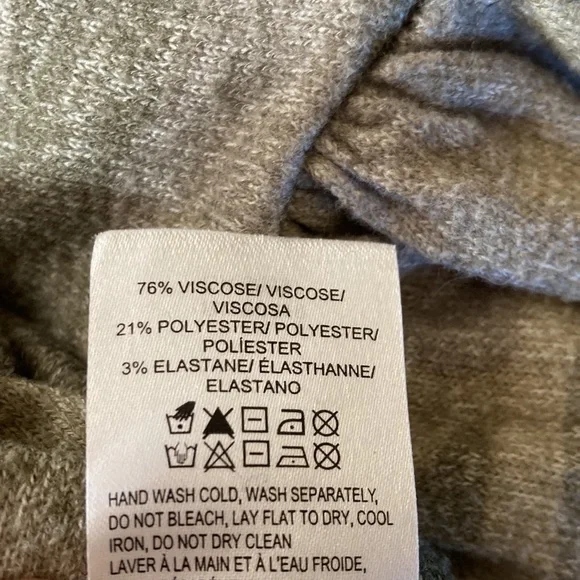 76% VISCOSE/ VISCOSE/
VISCOSA
21% POLYESTER/ POLYESTER/
POLÍESTER
3% ELASTANE/ ÉLASTHANNE/
ELASTANO
HAND WASH COLD, WASH SEPARATELY,
DO NOT BLEACH, LAY FLAT TO DRY, COOL
IRON, DO NOT DRY CLEAN
LAVER À LA MAIN ET À L'EAU FROIDE,